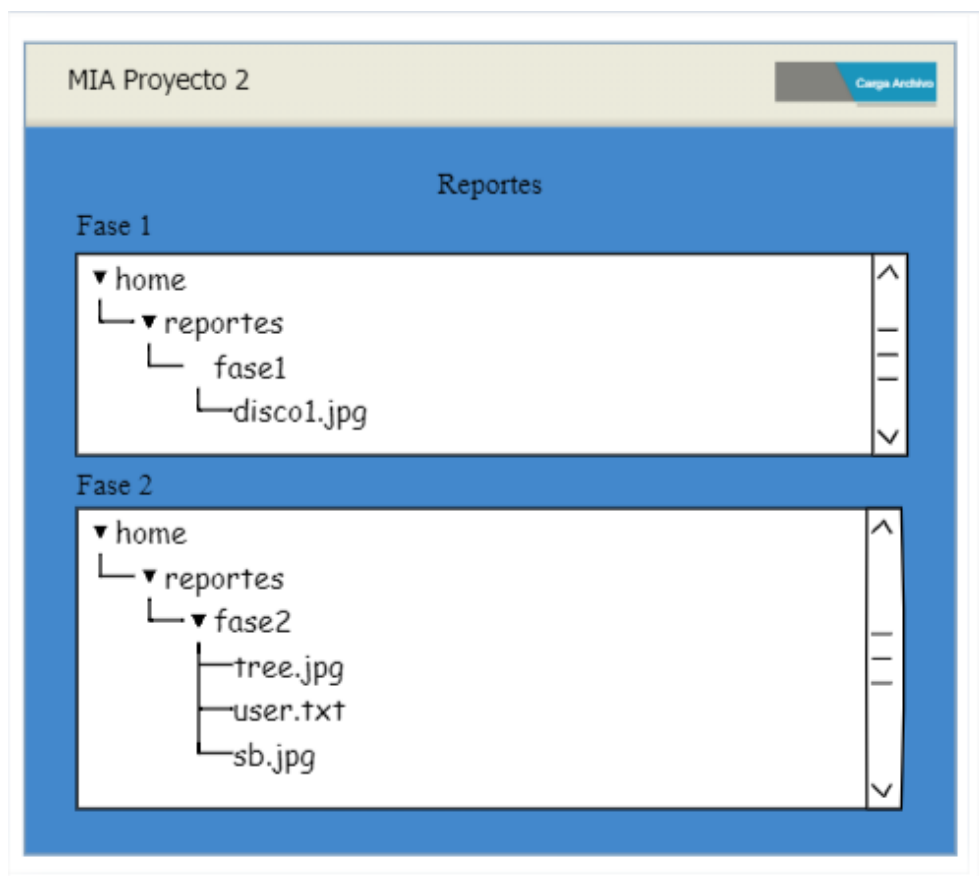 MIA Proyecto 2
Carga Archivo
Reportes
Fase 1
home
reportes
fase1
disco1.jpg
Fase 2
home
reportes
fase2
tree.jpg
user.txt
sb.jpg